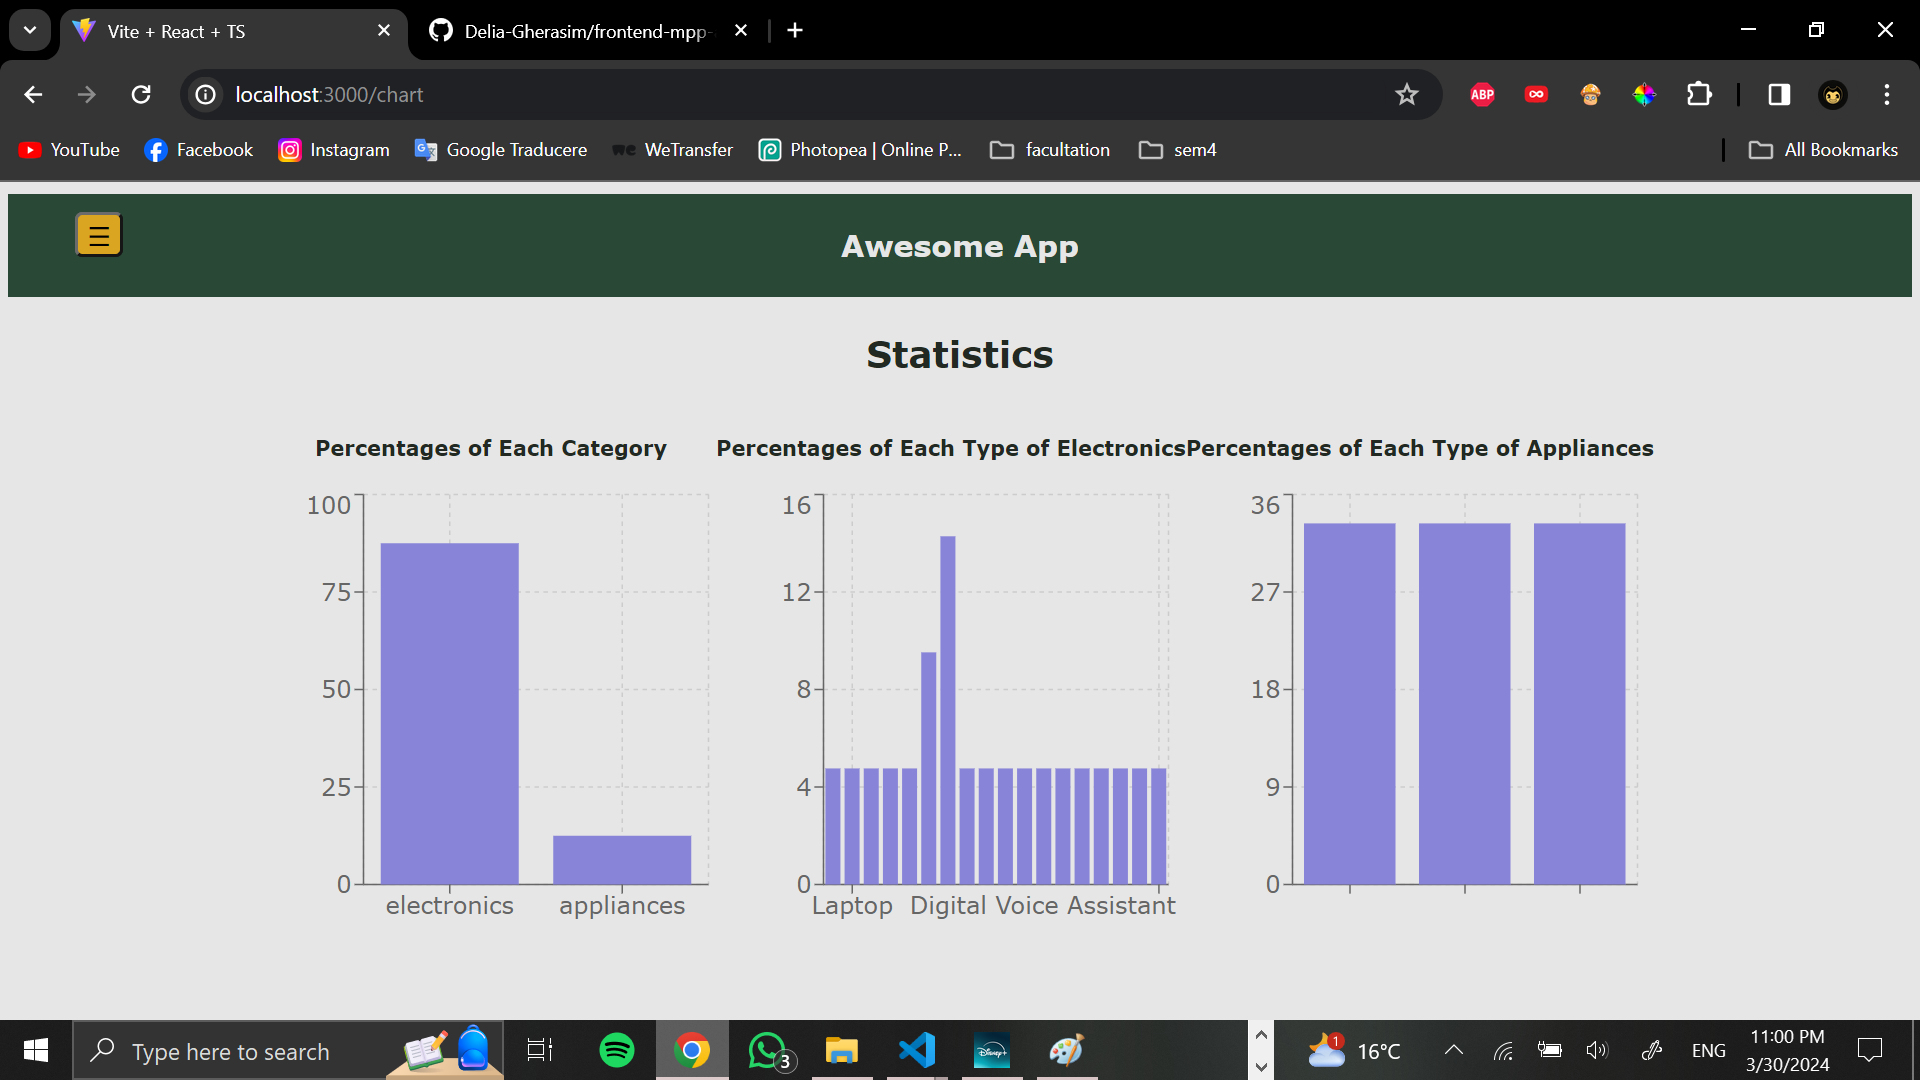 Vite + React + TS
Delia-Gherasim/frontend-mpp-
localhost:3000/chart
ABP
YouTube
Facebook
Instagram
Google Traducere
WeTransfer
Photopea | Online P...
facultation
sem4
All Bookmarks
Awesome App
Statistics
Percentages of Each Category
100
75
50
25
0
electronics appliances
Percentages of Each Type of Electronics
16
12
8
4
0
Laptop Digital Voice Assistant
Percentages of Each Type of Appliances
36
27
18
9
0
Type here to search
3
Disney+
1
16°C
ENG
11:00 PM
3/30/2024